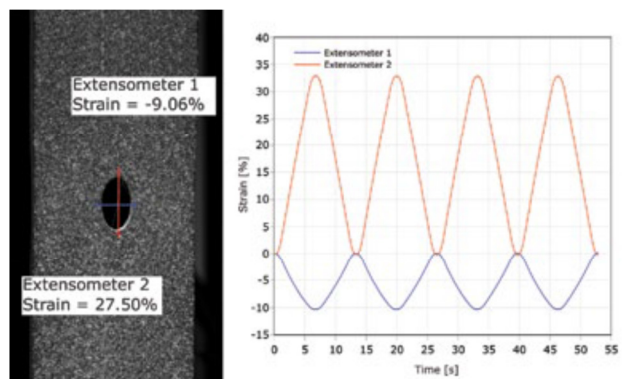 Extensometer 1
Strain = -9.06%
Extensometer 2
Strain = 27.50%
Extensometer 1
Extensometer 2
Strain [%]
40
35
30
25
20
15
10
5
0
-5
-10
-15
0 5 10 15 20 25 30 35 40 45 50 55
Time [s]